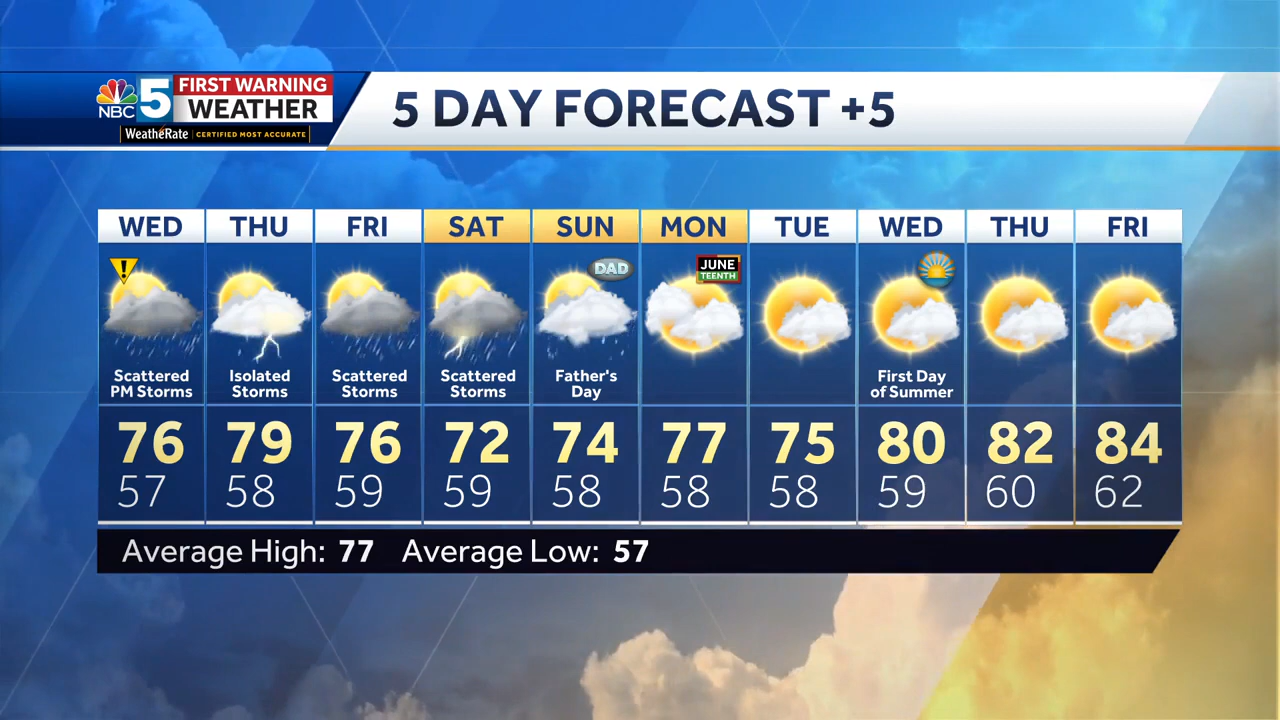 NBC 5 FIRST WARNING
WEATHER
WeatheRate CERTIFIED MOST ACCURATE
5 DAY FORECAST +5
WED THU FRI SAT SUN MON TUE WED THU FRI
!
DAD
JUNE
TEENTH
Scattered
PM Storms
Isolated
Storms
Scattered
Storms
Scattered
Storms
Father's
Day
First Day
of Summer
76 79 76 72 74 77 75 80 82 84
57 58 59 59 58 58 58 59 60 62
Average High: 77 Average Low: 57